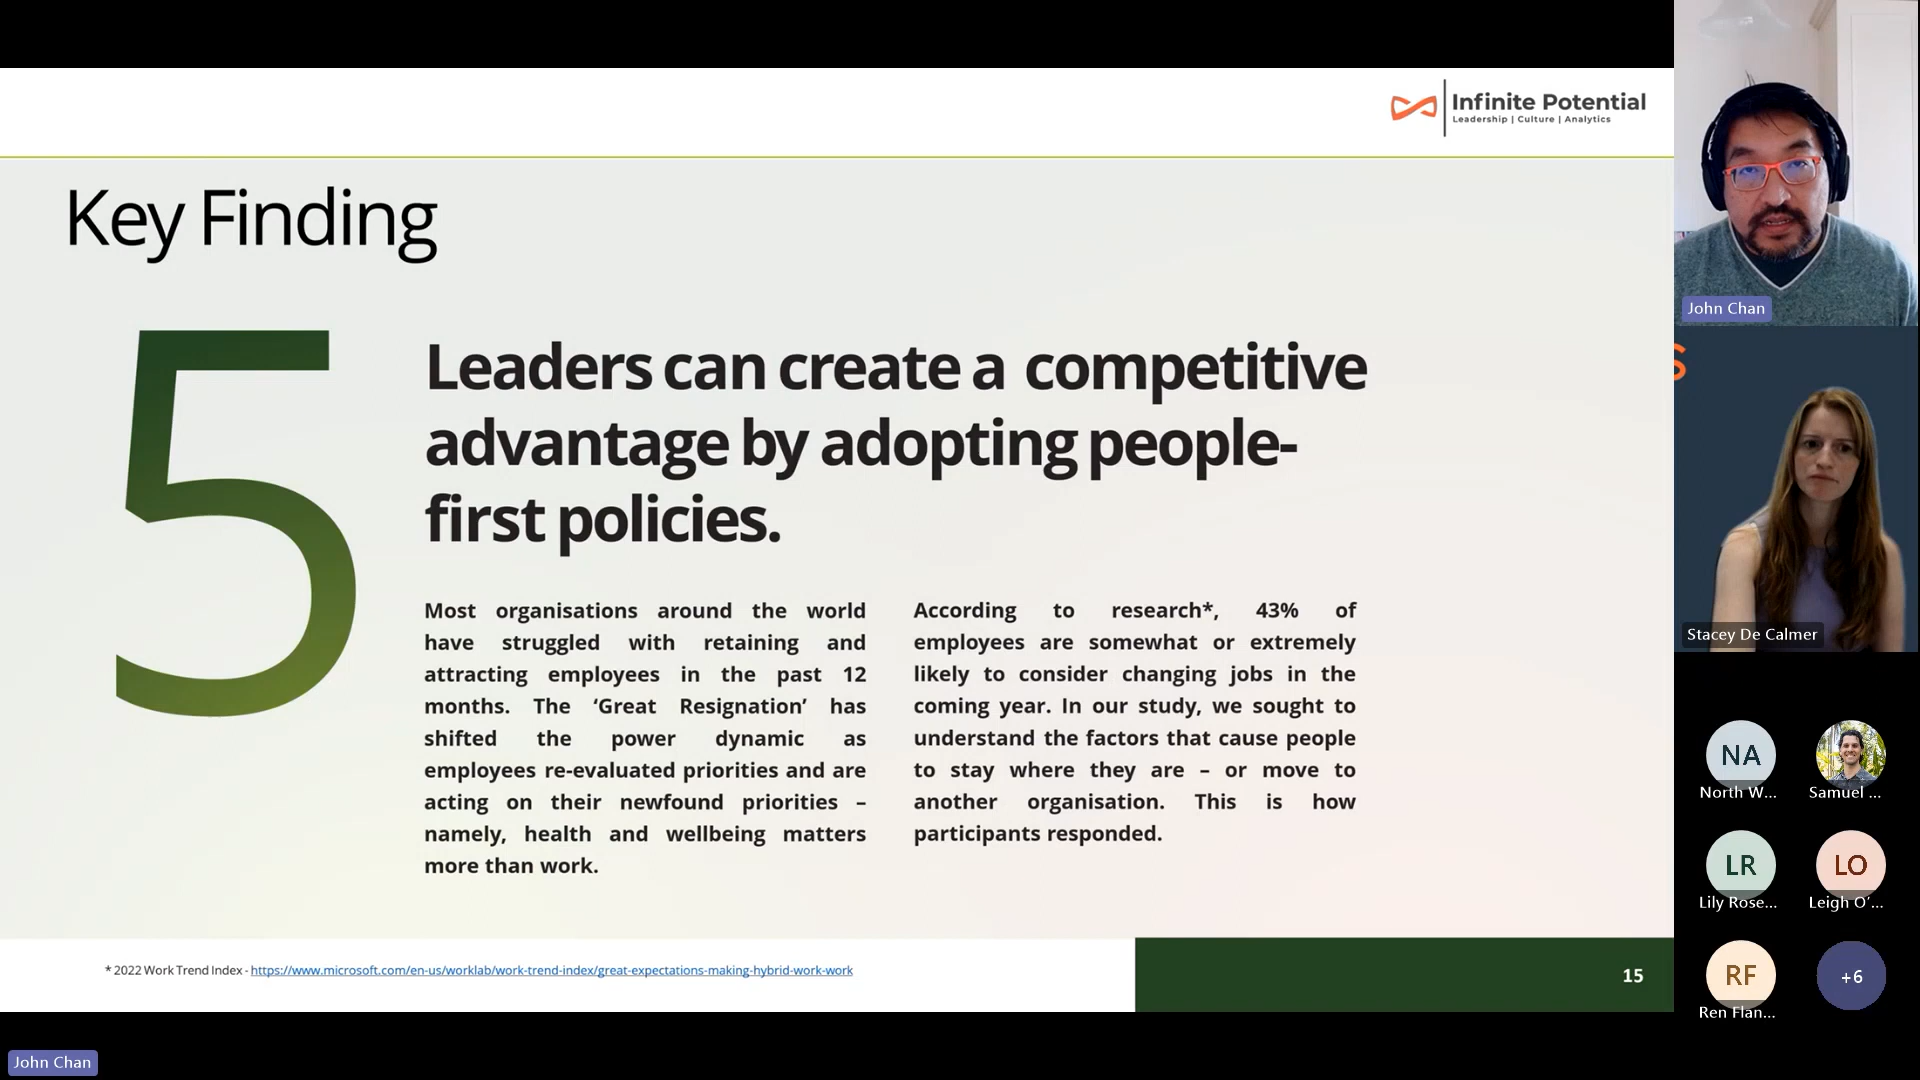 Infinite Potential
Leadership | Culture | Analytics
Key Finding
5
Leaders can create a competitive
advantage by adopting people-
first policies.
Most organisations around the world
have struggled with retaining and
attracting employees in the past 12
months. The ‘Great Resignation’ has
shifted the power dynamic as
employees re-evaluated priorities and are
acting on their newfound priorities –
namely, health and wellbeing matters
more than work.
According to research*, 43% of
employees are somewhat or extremely
likely to consider changing jobs in the
coming year. In our study, we sought to
understand the factors that cause people
to stay where they are – or move to
another organisation. This is how
participants responded.
* 2022 Work Trend Index - https://www.microsoft.com/en-us/worklab/work-trend-index/great-expectations-making-hybrid-work-work
15
John Chan
S
Stacey De Calmer
NA
North W...
Samuel ...
LR
Lily Rose...
LO
Leigh O’...
RF
Ren Flan...
+6
John Chan